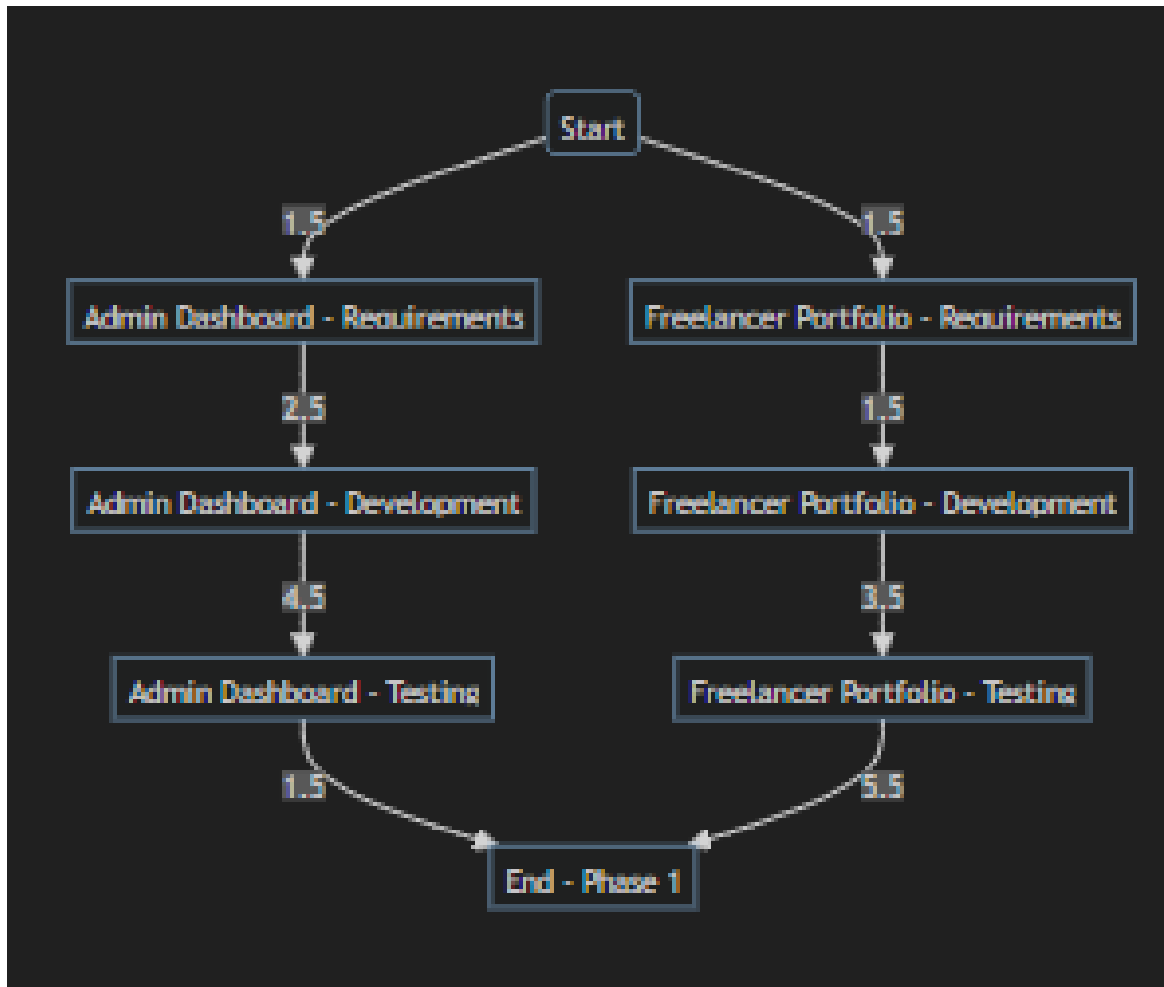 Start
1.5
1.5
Admin Dashboard - Requirements
Freelancer Portfolio - Requirements
2.5
1.5
Admin Dashboard - Development
Freelancer Portfolio - Development
4.5
3.5
Admin Dashboard - Testing
Freelancer Portfolio - Testing
1.5
5.5
End - Phase 1